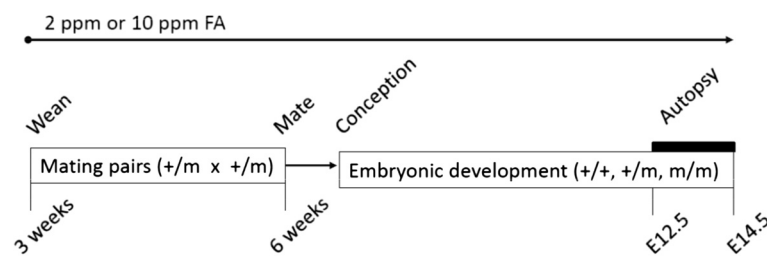 2 ppm or 10 ppm FA
Wean
Mate
Conception
Autopsy
Mating pairs (+/m x +/m)
Embryonic development (+/+, +/m, m/m)
3 weeks
6 weeks
E12.5
E14.5